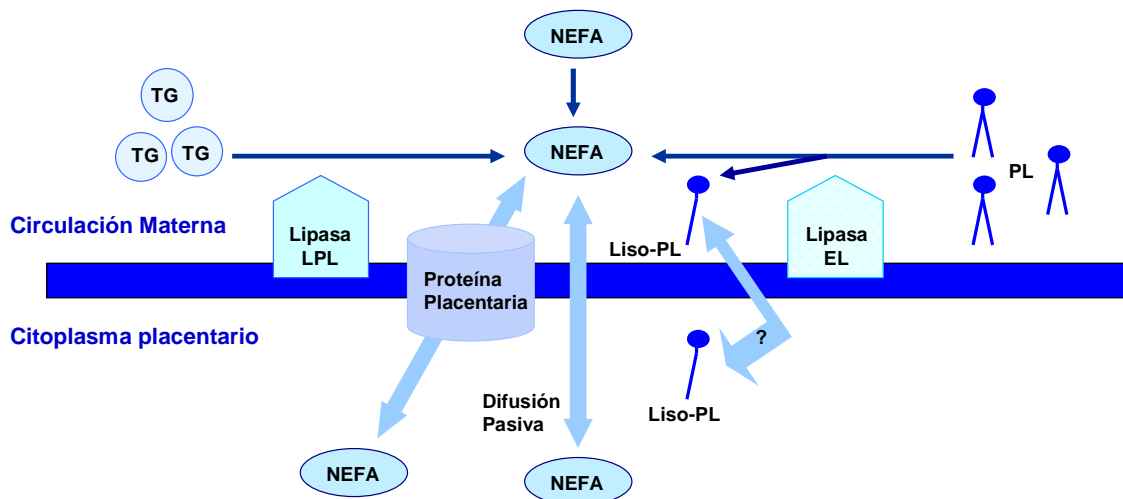 NEFA
TG
TG
TG
NEFA
PL
Circulación Materna
Lipasa
LPL
Liso-PL
Lipasa
EL
Proteína
Placentaria
Citoplasma placentario
?
Difusión
Pasiva
Liso-PL
NEFA
NEFA